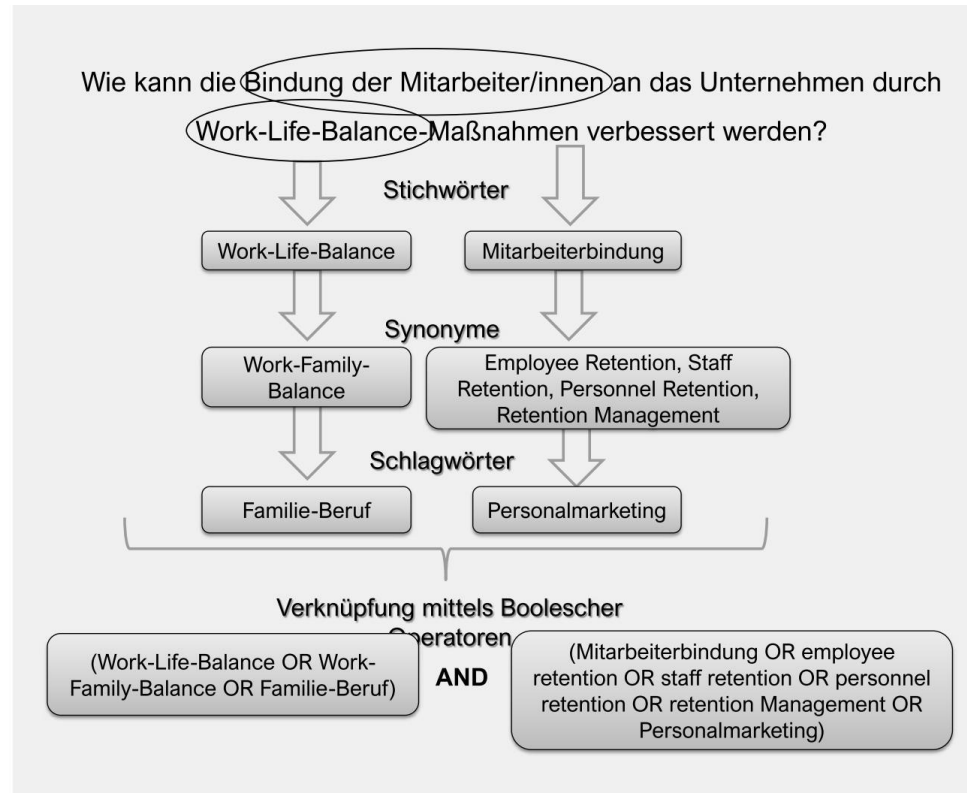 Wie kann die Bindung der Mitarbeiter/innen an das Unternehmen durch
Work-Life-Balance-Maßnahmen verbessert werden?
Stichwörter
Work-Life-Balance
Mitarbeiterbindung
Synonyme
Work-Family-
Balance
Employee Retention, Staff
Retention, Personnel Retention,
Retention Management
Schlagwörter
Familie-Beruf
Personalmarketing
Verknüpfung mittels Boolescher
Operatoren
(Work-Life-Balance OR Work-
Family-Balance OR Familie-Beruf)
AND
(Mitarbeiterbindung OR employee
retention OR staff retention OR personnel
retention OR retention Management OR
Personalmarketing)